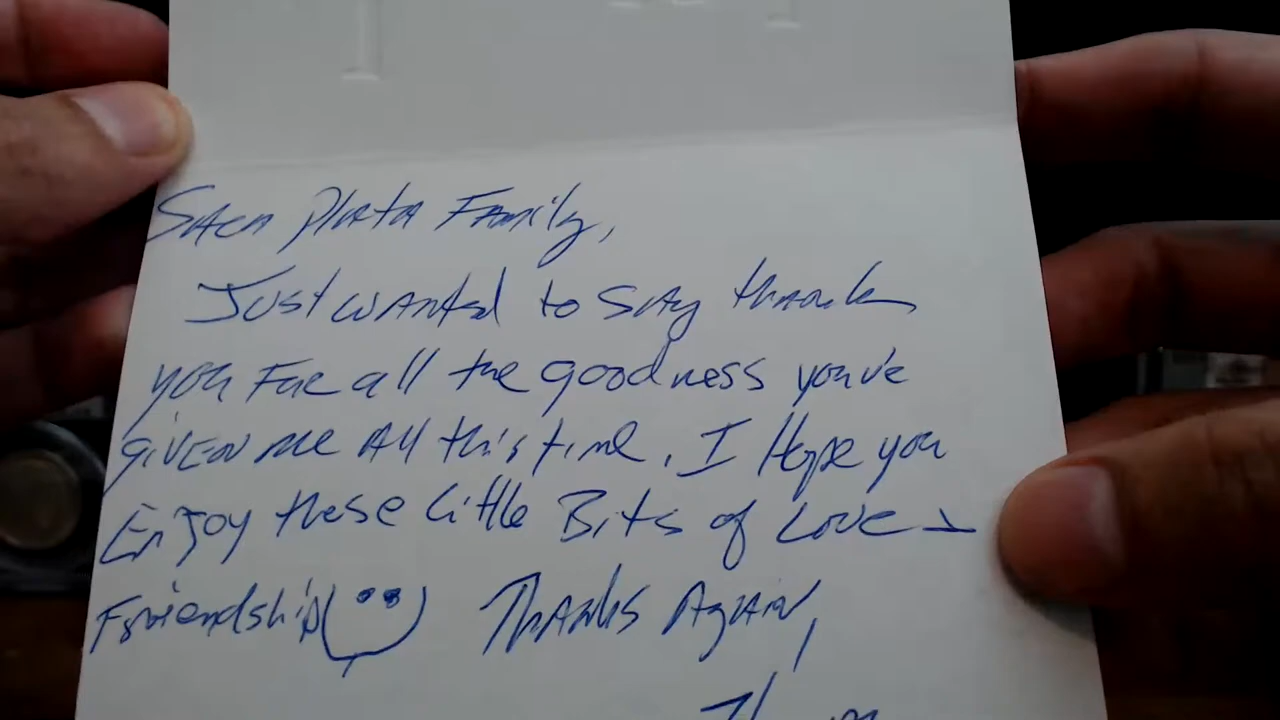 Plata Family,
Just wanted to say thank
you For all the goodness you've
given me All this time. I Hope you
Enjoy these little Bits of Love
Friendship Thanks Again,